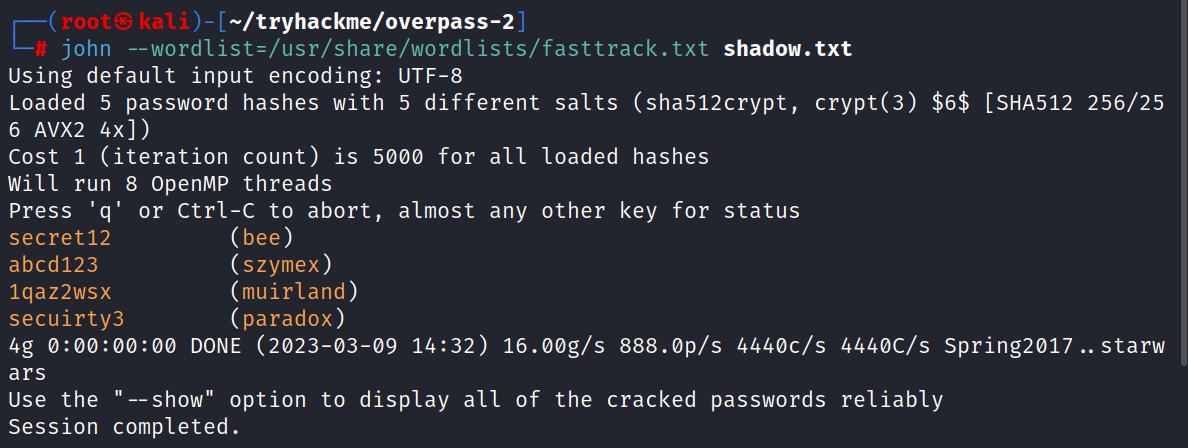 ┌──(root㉿kali)-[~/tryhackme/overpass-2]
└─# john --wordlist=/usr/share/wordlists/fasttrack.txt shadow.txt
Using default input encoding: UTF-8
Loaded 5 password hashes with 5 different salts (sha512crypt, crypt(3) $6$ [SHA512 256/25
6 AVX2 4x])
Cost 1 (iteration count) is 5000 for all loaded hashes
Will run 8 OpenMP threads
Press 'q' or Ctrl-C to abort, almost any other key for status
secret12         (bee)
abcd123          (szymex)
1qaz2wsx         (muirland)
secuirty3        (paradox)
4g 0:00:00:00 DONE (2023-03-09 14:32) 16.00g/s 888.0p/s 4440c/s 4440C/s Spring2017..starw
ars
Use the "--show" option to display all of the cracked passwords reliably
Session completed.